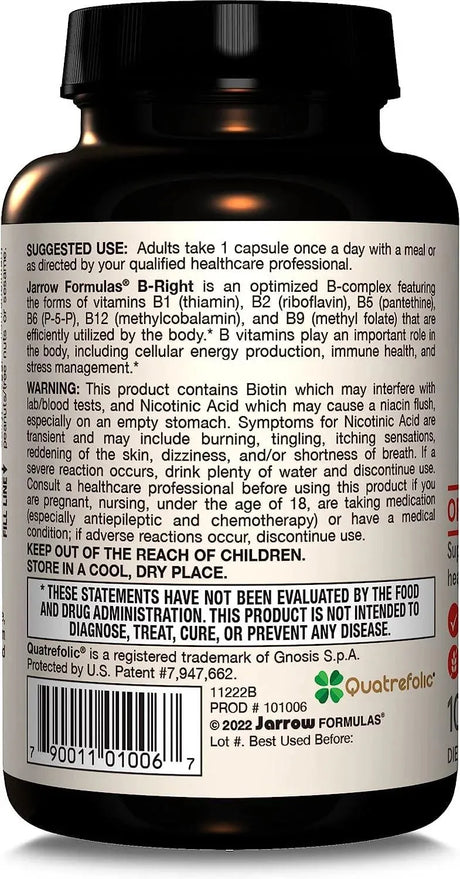 SUGGESTED USE: Adults take 1 capsule once a day with a meal or
as directed by your qualified healthcare professional.
Jarrow Formulas® B-Right is an optimized B-complex featuring
the forms of vitamins B1 (thiamin), B2 (riboflavin), B5 (pantethine),
B6 (P-5-P), B12 (methylcobalamin), and B9 (methyl folate) that are
efficiently utilized by the body.* B vitamins play an important role in
the body, including cellular energy production, immune health, and
stress management.*
WARNING: This product contains Biotin which may interfere with
lab/blood tests, and Nicotinic Acid which may cause a niacin flush,
especially on an empty stomach. Symptoms for Nicotinic Acid are
transient and may include burning, tingling, itching sensations,
reddening of the skin, dizziness, and/or shortness of breath. If a
severe reaction occurs, drink plenty of water and discontinue use.
Consult a healthcare professional before using this product if you
are pregnant, nursing, under the age of 18, are taking medication
(especially antiepileptic and chemotherapy) or have a medical
condition; if adverse reactions occur, discontinue use.
KEEP OUT OF THE REACH OF CHILDREN.
STORE IN A COOL, DRY PLACE.
* THESE STATEMENTS HAVE NOT BEEN EVALUATED BY THE FOOD
AND DRUG ADMINISTRATION. THIS PRODUCT IS NOT INTENDED TO
DIAGNOSE, TREAT, CURE, OR PREVENT ANY DISEASE.
Quatrefolic® is a registered trademark of Gnosis S.p.A.
Protected by U.S. Patent #7,947,662.
Quatrefolic®
11222B
PROD # 101006
© 2022 Jarrow FORMULAS®
Lot #. Best Used Before:
7 90011 01006 7
FILL LINE